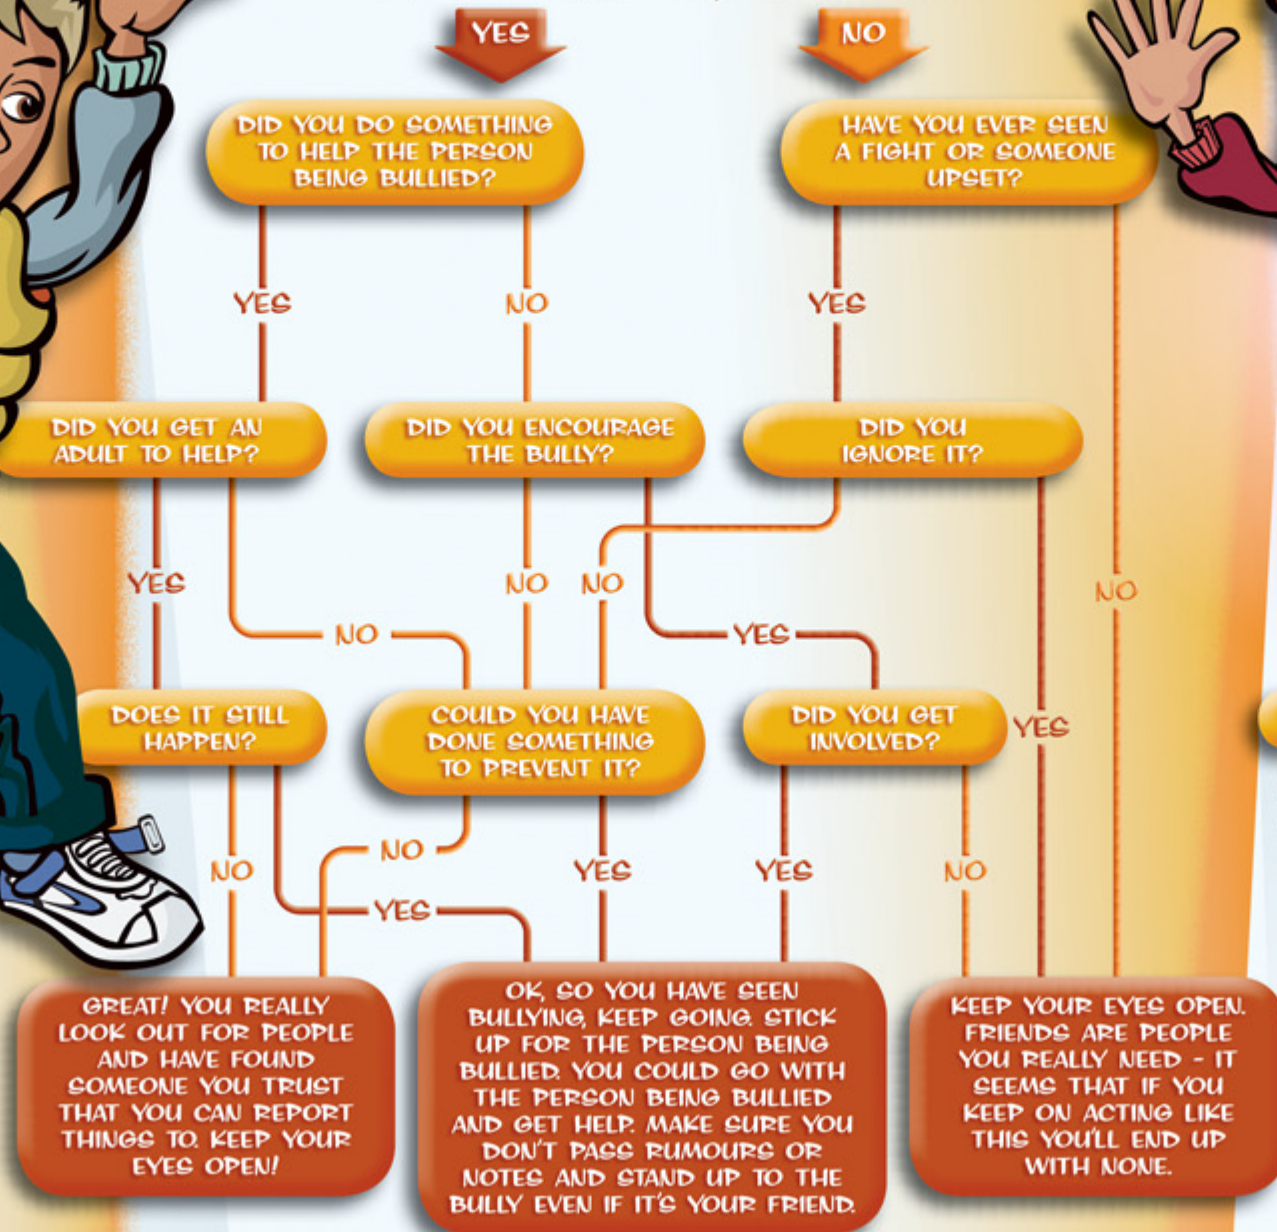 YES
NO
DID YOU DO SOMETHING
TO HELP THE PERSON
BEING BULLIED?
HAVE YOU EVER SEEN
A FIGHT OR SOMEONE
UPSET?
YES
NO
YES
DID YOU GET AN
ADULT TO HELP?
DID YOU ENCOURAGE
THE BULLY?
DID YOU
IGNORE IT?
YES
NO
NO
NO
NO
YES
DOES IT STILL
HAPPEN?
COULD YOU HAVE
DONE SOMETHING
TO PREVENT IT?
DID YOU GET
INVOLVED?
YES
NO
NO
YES
YES
YES
NO
GREAT! YOU REALLY
LOOK OUT FOR PEOPLE
AND HAVE FOUND
SOMEONE YOU TRUST
THAT YOU CAN REPORT
THINGS TO. KEEP YOUR
EYES OPEN!
OK, SO YOU HAVE SEEN
BULLYING, KEEP GOING. STICK
UP FOR THE PERSON BEING
BULLIED. YOU COULD GO WITH
THE PERSON BEING BULLIED
AND GET HELP. MAKE SURE YOU
DON'T PASS RUMOURS OR
NOTES AND STAND UP TO THE
BULLY EVEN IF IT'S YOUR FRIEND.
KEEP YOUR EYES OPEN.
FRIENDS ARE PEOPLE
YOU REALLY NEED - IT
SEEMS THAT IF YOU
KEEP ON ACTING LIKE
THIS YOU'LL END UP
WITH NONE.